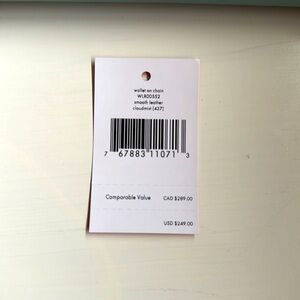 wallet on chain
WLR00552
smooth leather
cloudmist (437)
7 67883 11071 3
Comparable Value CAD $289.00
USD $249.00